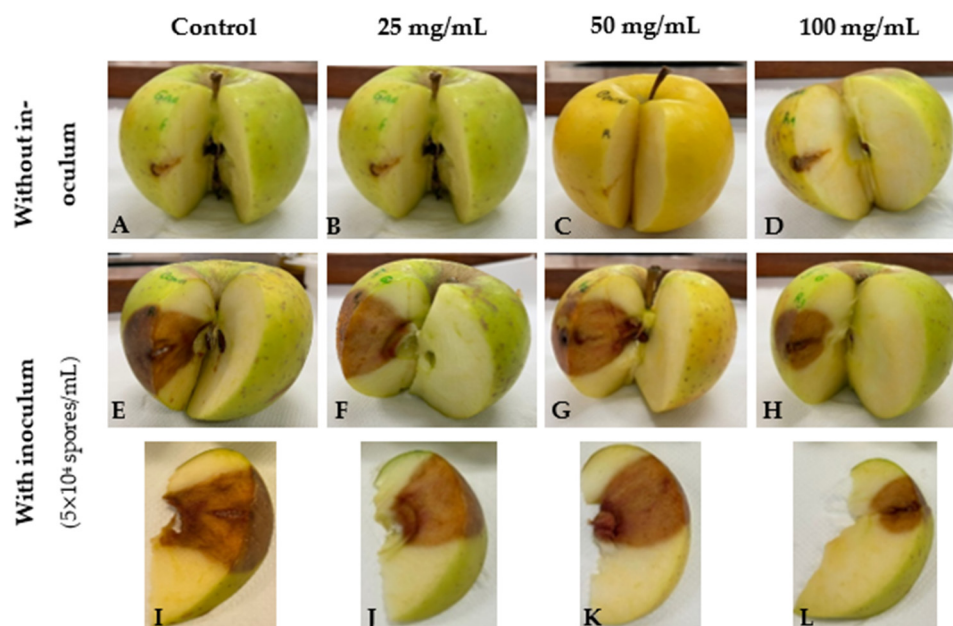 Control 25 mg/mL 50 mg/mL 100 mg/mL
Without in-
oculum
A B C D
With inoculum
(5×10⁴ spores/mL)
E F G H
I J K L